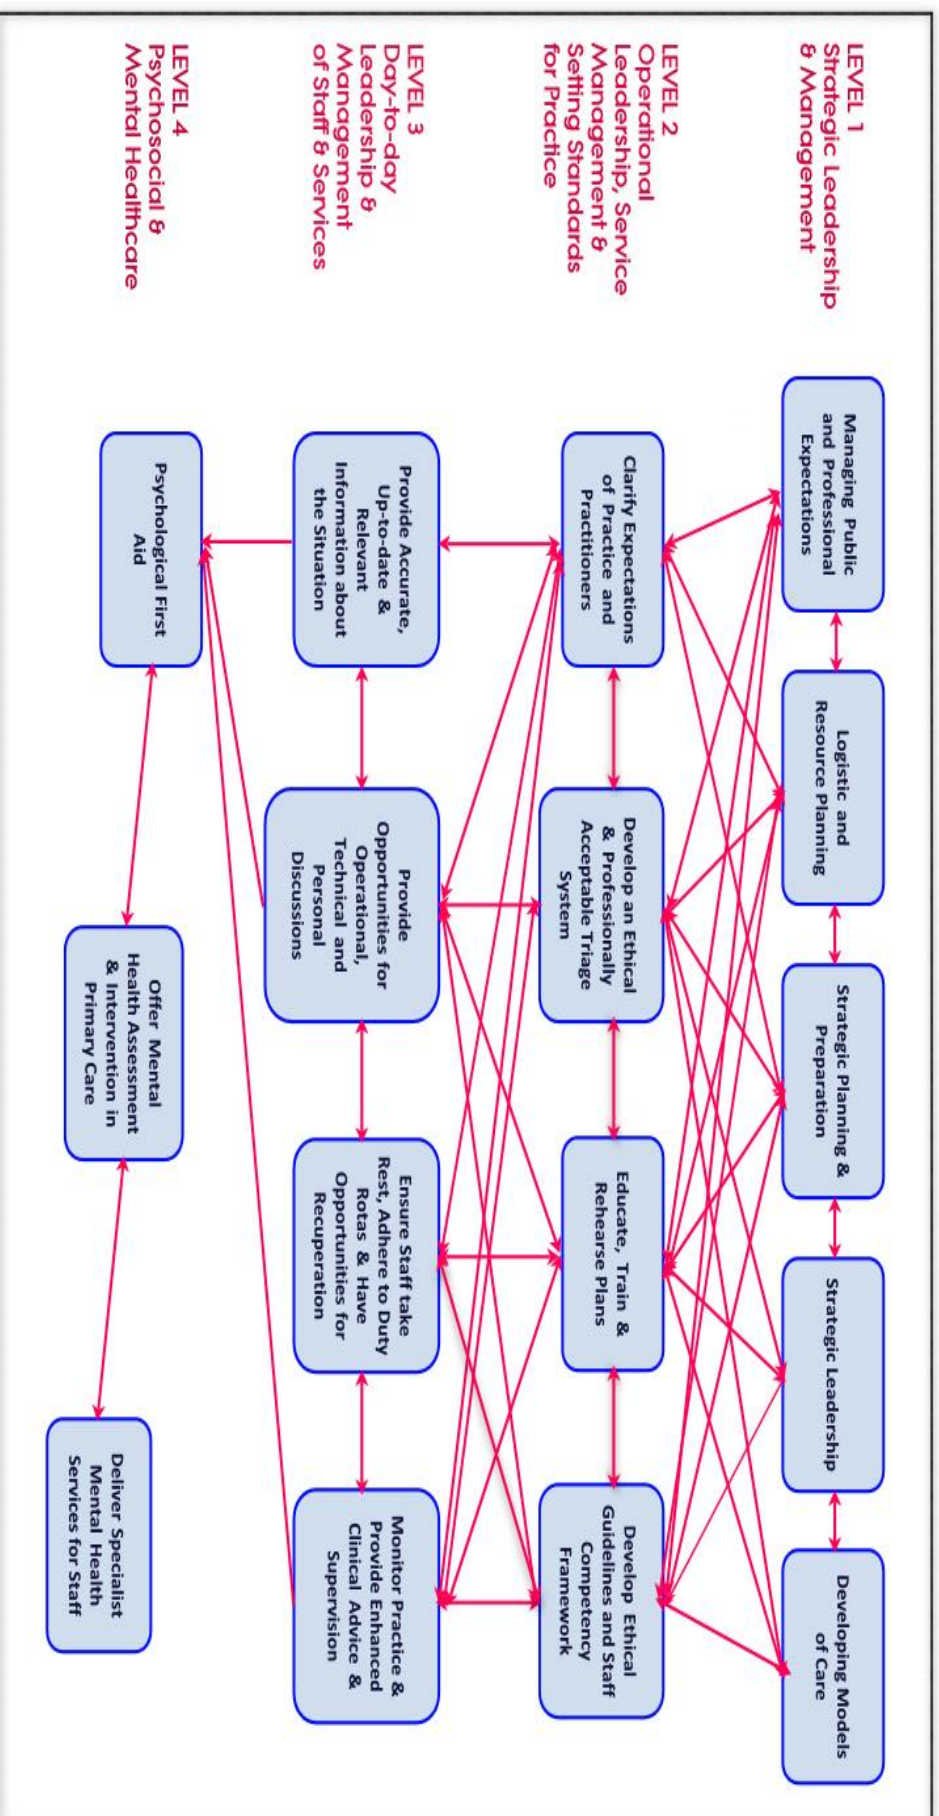 LEVEL 1
Strategic Leadership
& Management
Managing Public
and Professional
Expectations
Logistic and
Resource Planning
Strategic Planning &
Preparation
Strategic Leadership
Developing Models
of Care
LEVEL 2
Operational
Leadership, Service
Management &
Setting Standards
for Practice
Clarify Expectations
of Practice and
Practitioners
Develop an Ethical
& Professionally
Acceptable Triage
System
Educate, Train &
Rehearse Plans
Develop Ethical
Guidelines and Staff
Competency
Framework
LEVEL 3
Day-to-day
Leadership &
Management
of Staff & Services
Provide Accurate,
Up-to-date &
Relevant
Information about
the Situation
Provide
Opportunities for
Operational,
Technical and
Personal
Discussions
Ensure Staff take
Rest, Adhere to Duty
Rotas & Have
Opportunities for
Recuperation
Monitor Practice &
Provide Enhanced
Clinical Advice &
Supervision
LEVEL 4
Psychosocial &
Mental Healthcare
Psychological First
Aid
Offer Mental
Health Assessment
& Intervention in
Primary Care
Deliver Specialist
Mental Health
Services for Staff